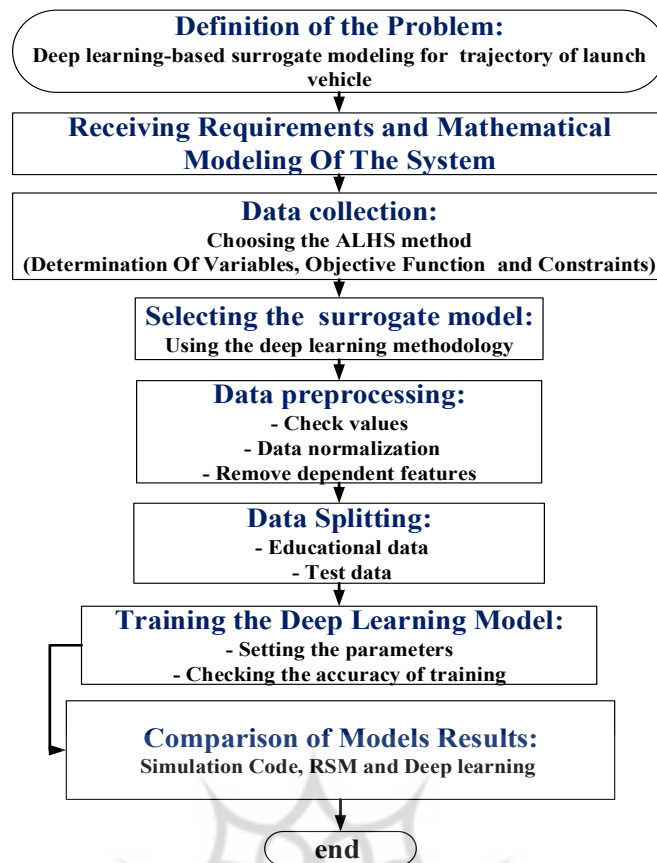 Definition of the Problem:
Deep learning-based surrogate modeling for trajectory of launch
vehicle
Receiving Requirements and Mathematical
Modeling Of The System
Data collection:
Choosing the ALHS method
(Determination Of Variables, Objective Function and Constraints)
Selecting the surrogate model:
Using the deep learning methodology
Data preprocessing:
- Check values
- Data normalization
- Remove dependent features
Data Splitting:
- Educational data
- Test data
Training the Deep Learning Model:
- Setting the parameters
- Checking the accuracy of training
Comparison of Models Results:
Simulation Code, RSM and Deep learning
end